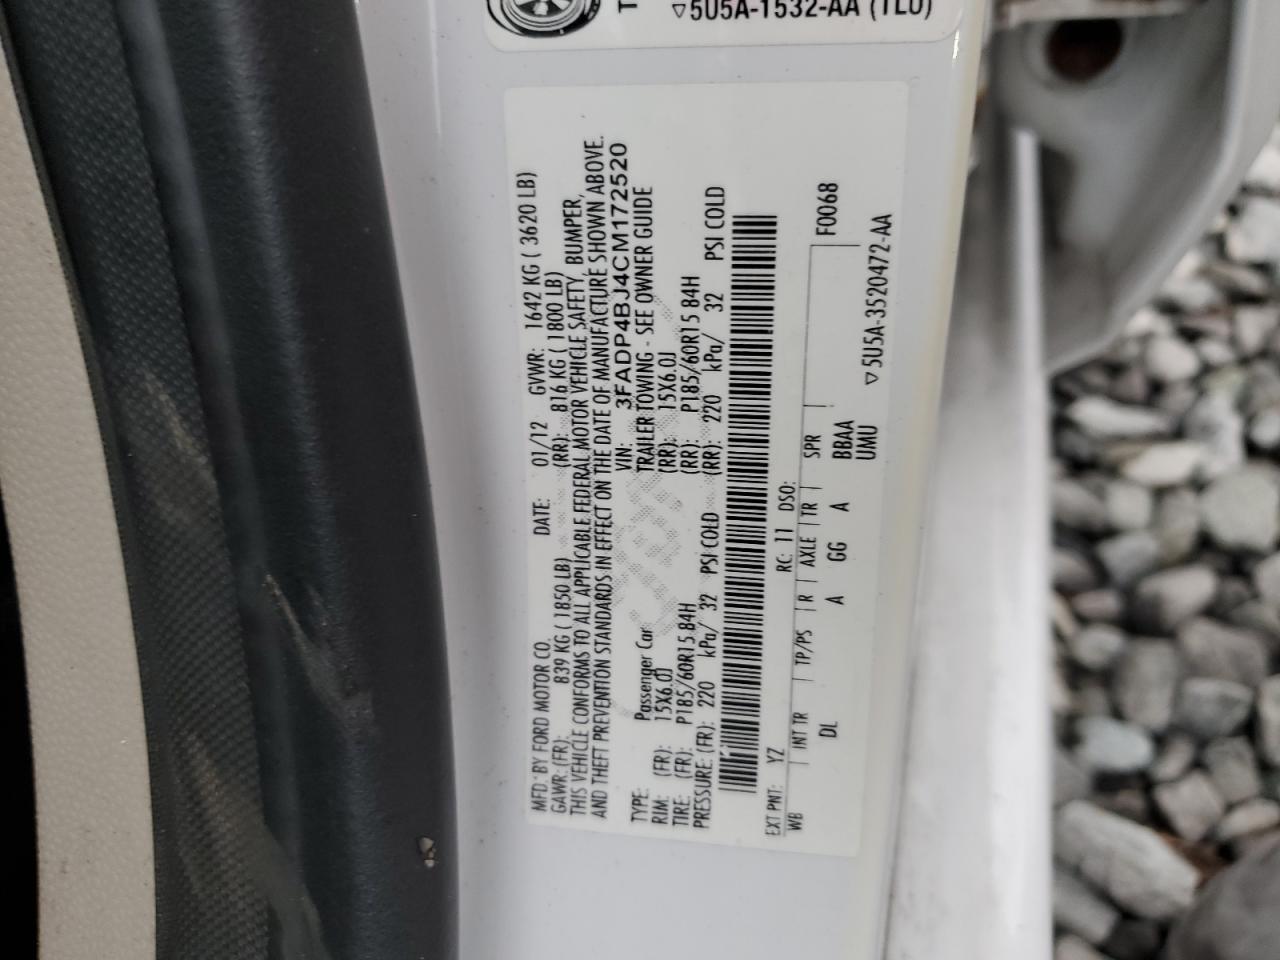 5U5A-1532-AA (TLU)
MFD. BY FORD MOTOR CO. DATE: 01/12 GVWR: 1642 KG ( 3620 LB)
GAWR: (FR): 839 KG ( 1850 LB) (RR): 816 KG ( 1800 LB)
THIS VEHICLE CONFORMS TO ALL APPLICABLE FEDERAL MOTOR VEHICLE SAFETY, BUMPER,
AND THEFT PREVENTION STANDARDS IN EFFECT ON THE DATE OF MANUFACTURE SHOWN ABOVE.
VIN: 3FADP4BJ4CM172520
TYPE: Passenger Car TRAILER TOWING - SEE OWNER GUIDE
RIM: (FR): 15X6.0J (RR): 15X6.0J
TIRE: (FR): P185/60R15 84H (RR): P185/60R15 84H
PRESSURE: (FR): 220 kPa/ 32 PSI COLD (RR): 220 kPa/ 32 PSI COLD
EXT PNT: YZ RC: 11 DSO: F0068
WB INT TR TP/PS R AXLE TR SPR
DL A GG A BBAA
UMU
5U5A-3520472-AA